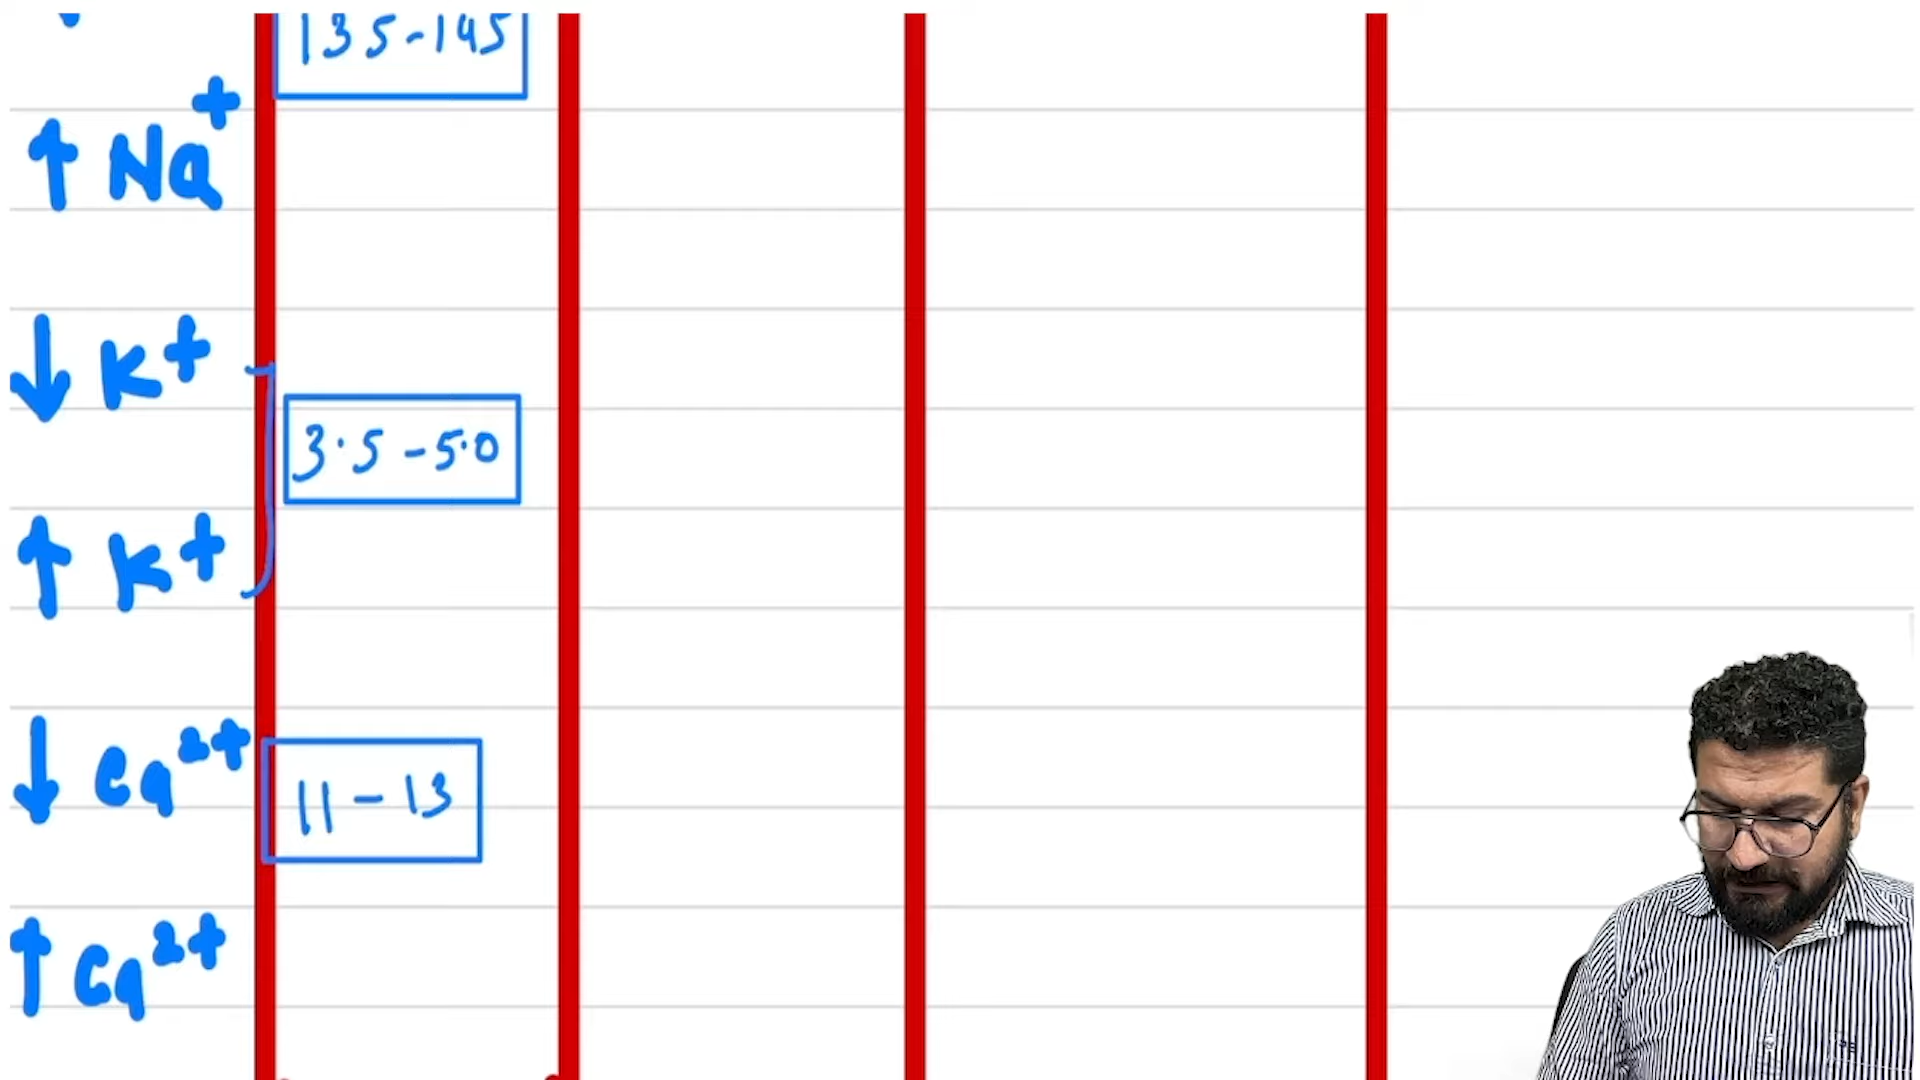 135-145
↑ Na+
↓ K+
3.5-5.0
↑ K+
↓ Ca2+
11-13
↑ Ca2+